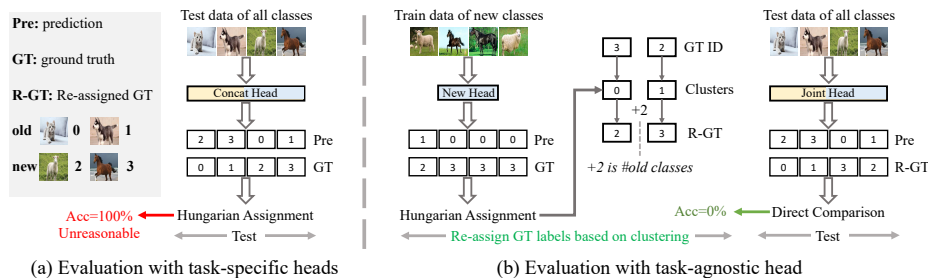 Pre: prediction
GT: ground truth
R-GT: Re-assigned GT
old 0 1
new 2 3
Test data of all classes
Concat Head
2 3 0 1 Pre
0 1 2 3 GT
Hungarian Assignment
Acc=100%
Unreasonable
Test
(a) Evaluation with task-specific heads
Train data of new classes
New Head
1 0 0 0 Pre
2 3 3 3 GT
Hungarian Assignment
3 2 GT ID
0 1 Clusters
+2
2 3 R-GT
+2 is #old classes
Re-assign GT labels based on clustering
Test data of all classes
Joint Head
2 3 0 1 Pre
0 1 3 2 R-GT
Acc=0%
Direct Comparison
Test
(b) Evaluation with task-agnostic head